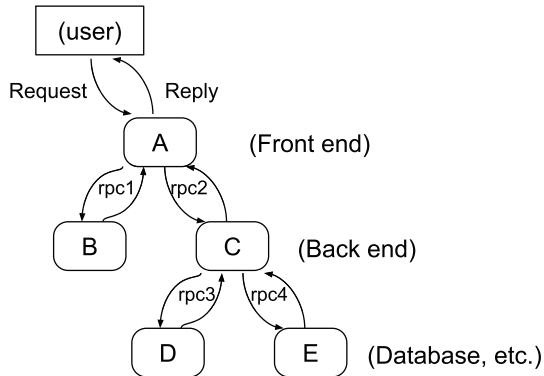 (user)
Request
Reply
A
(Front end)
rpc1
rpc2
B
C
(Back end)
rpc3
rpc4
D
E
(Database, etc.)